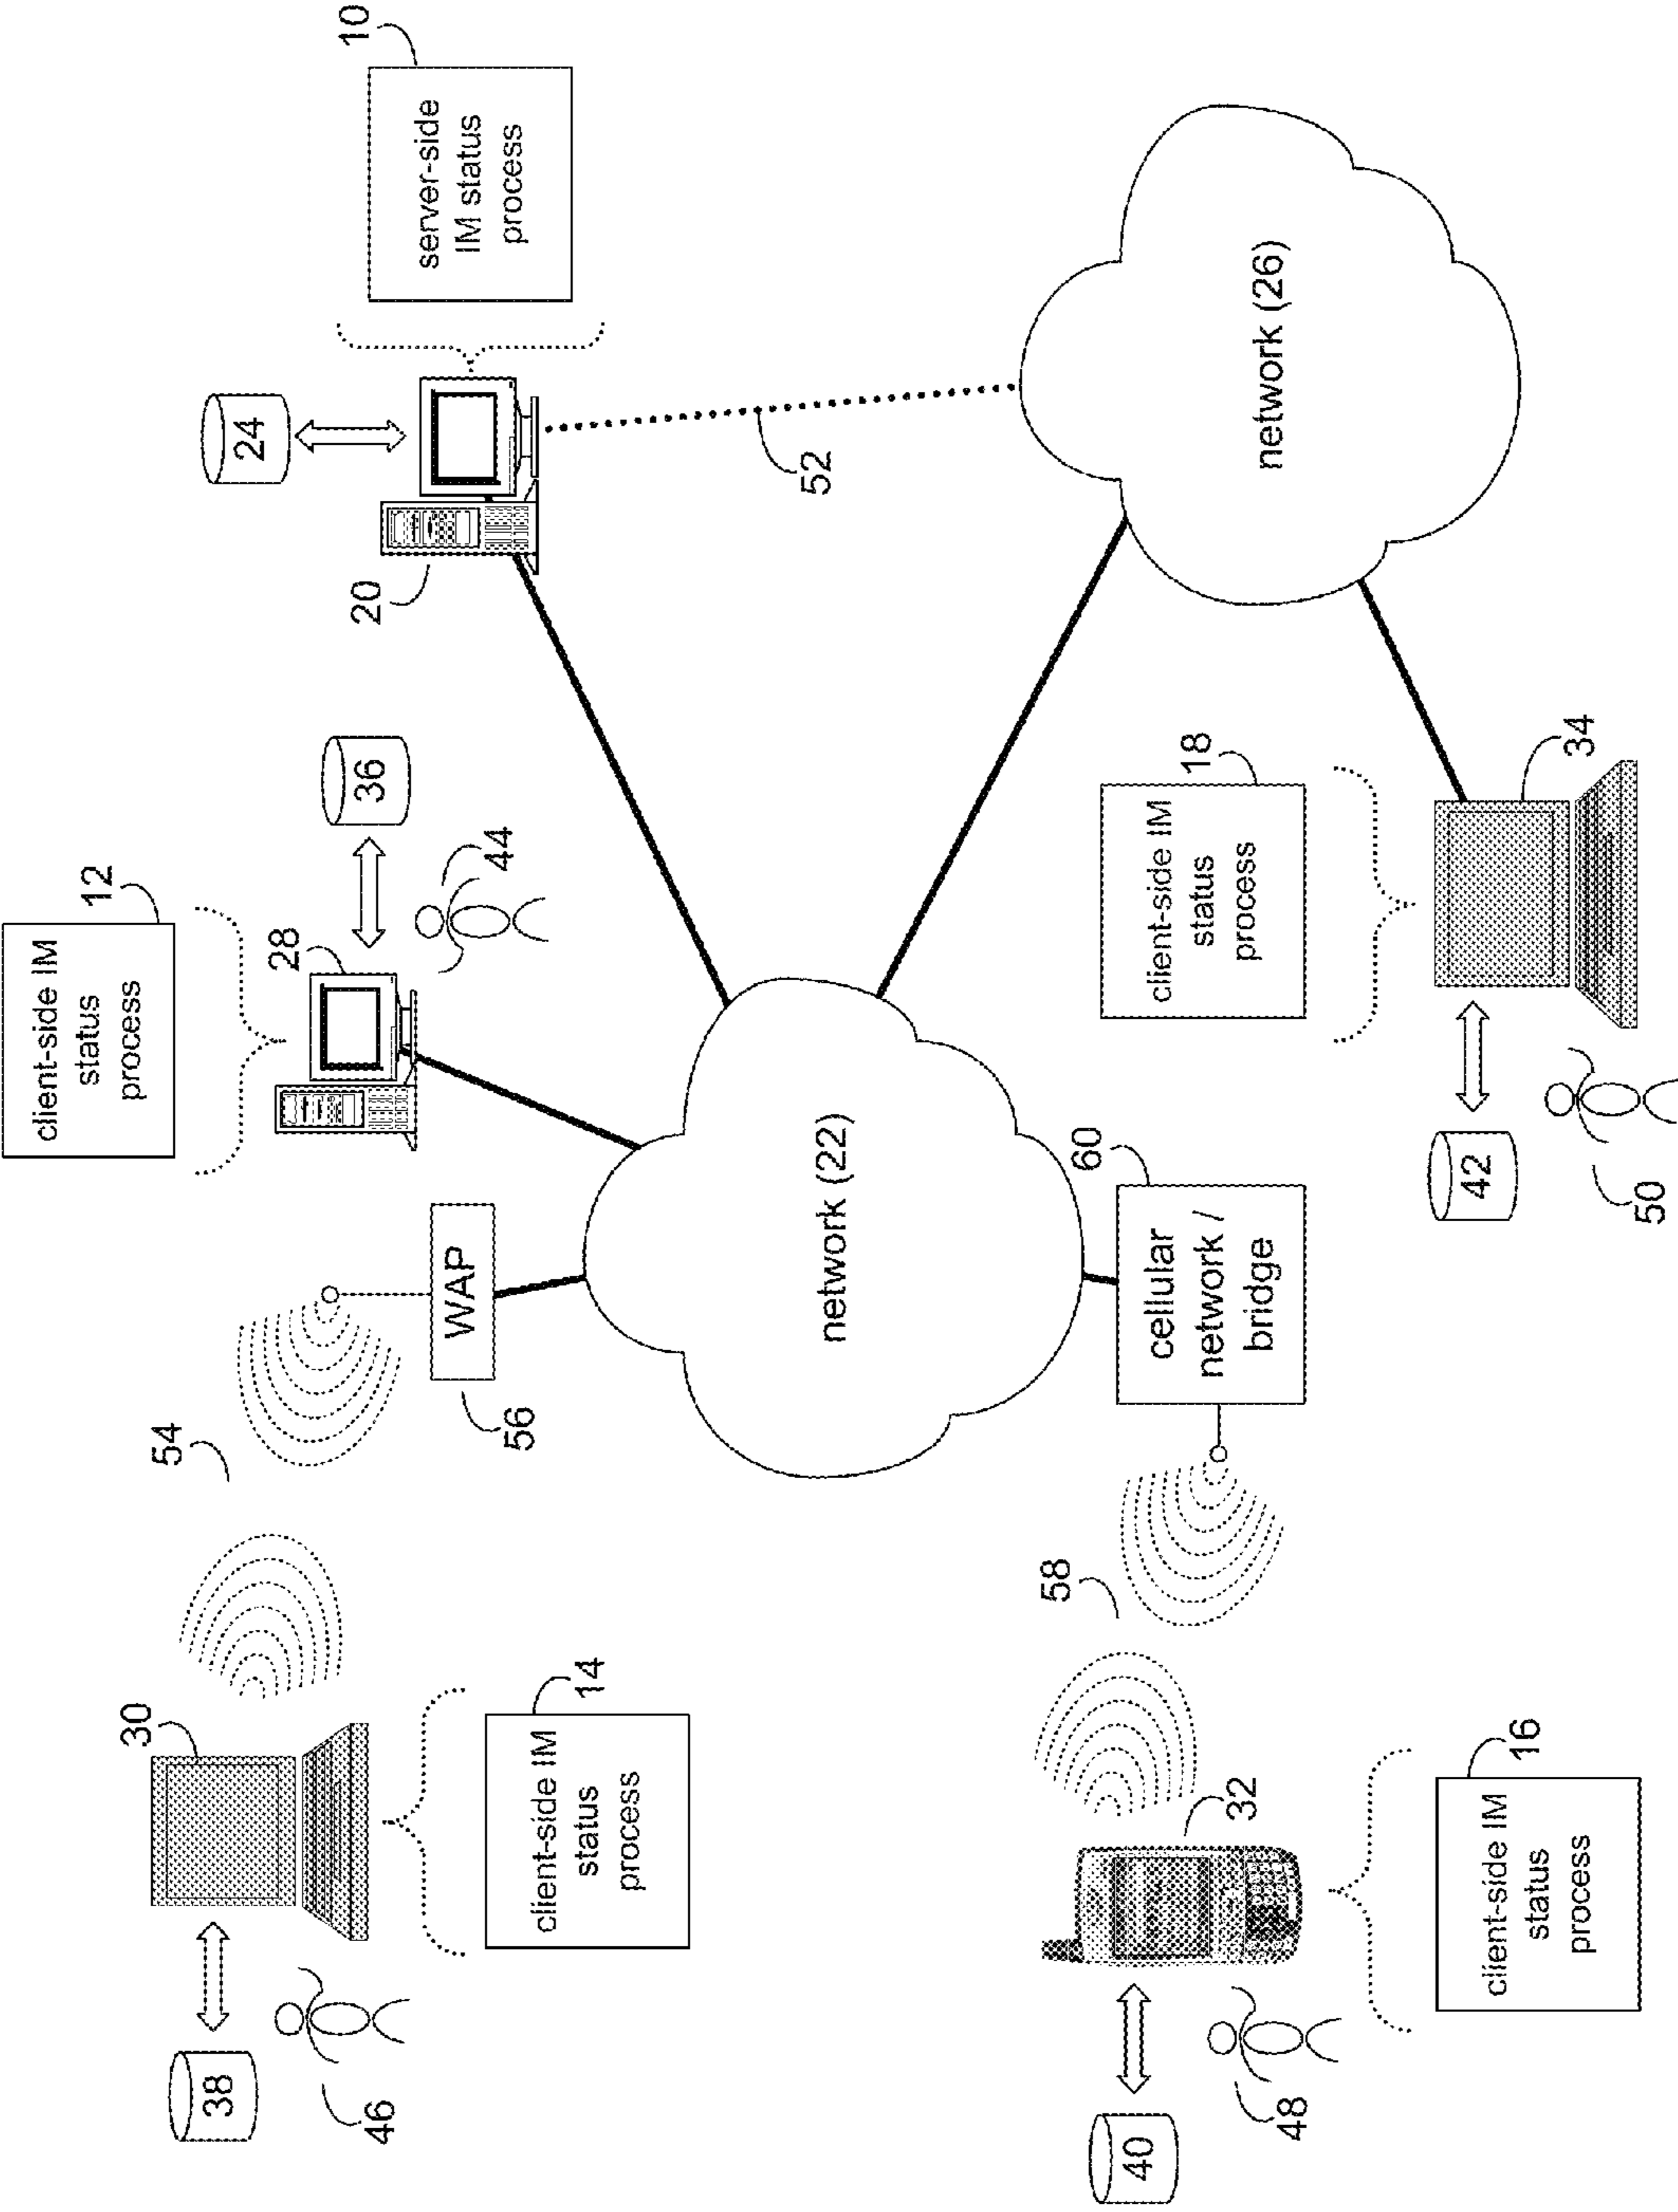 38
46
30
client-side IM
status
process
14
54
WAP
56
client-side IM
status
process
12
28
36
44
24
20
server-side
IM status
process
10
52
network (22)
network (26)
40
48
32
client-side IM
status
process
16
58
cellular
network /
bridge
60
client-side IM
status
process
18
42
50
34